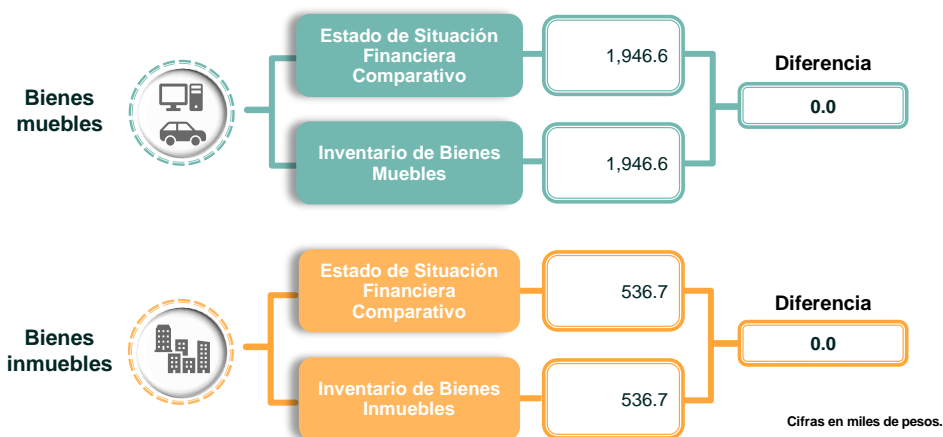 Bienes
muebles
Estado de Situación
Financiera
Comparativo
1,946.6
Inventario de Bienes
Muebles
1,946.6
Diferencia
0.0
Bienes
inmuebles
Estado de Situación
Financiera
Comparativo
536.7
Inventario de Bienes
Inmuebles
536.7
Diferencia
0.0
Cifras en miles de pesos.